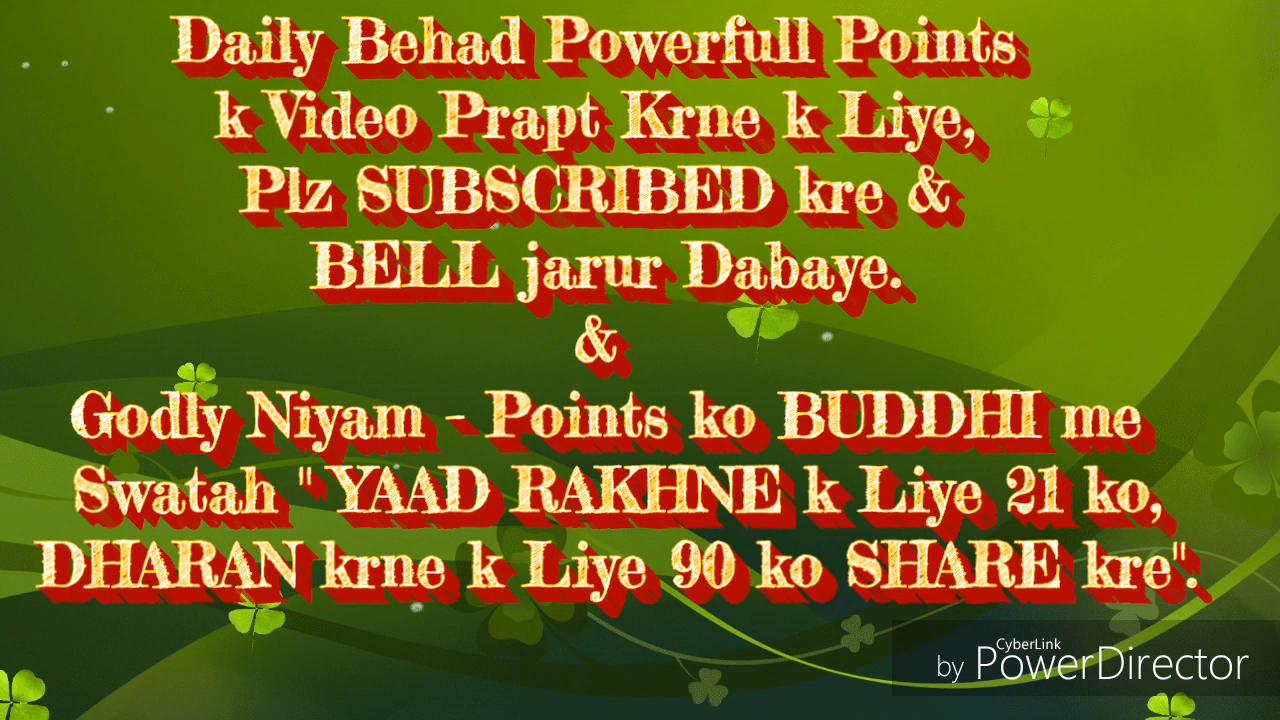 Daily Behad Powerfull Points
k Video Prapt Krne k Liye,
Plz SUBSCRIBED kre &
BELL jarur Dabaye.
&
Godly Niyam - Points ko BUDDHI me
Swatah " YAAD RAKHNE k Liye 21 ko,
DHARAN krne k Liye 90 ko SHARE kre".
by CyberLink PowerDirector